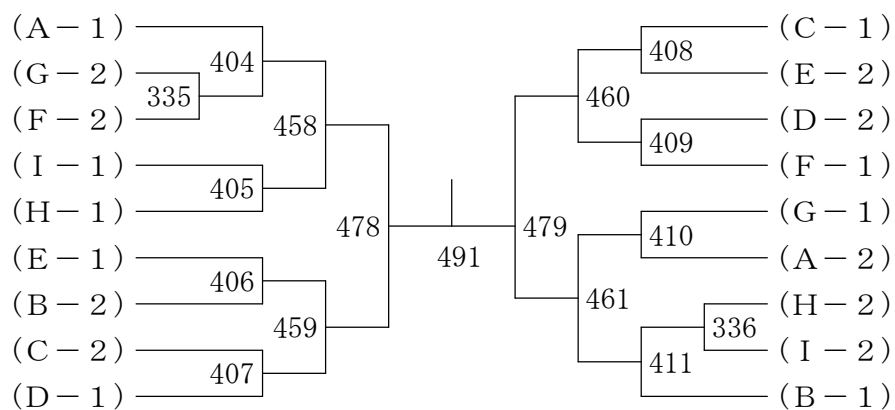 (A－1)
(G－2)
(F－2)
(I－1)
(H－1)
(E－1)
(B－2)
(C－2)
(D－1)
335
404
405
406
407
458
459
478
491
479
460
461
408
409
410
411
336
(C－1)
(E－2)
(D－2)
(F－1)
(G－1)
(A－2)
(H－2)
(I－2)
(B－1)